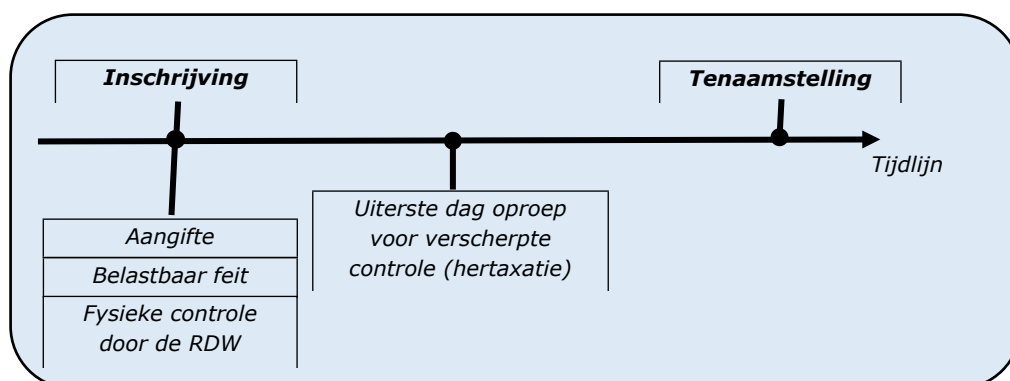 Inschrijving
Tenaamstelling
Tijdlijn
Aangifte
Belastbaar feit
Fysieke controle
door de RDW
Uiterste dag oproep
voor verscherpte
controle (hertaxatie)